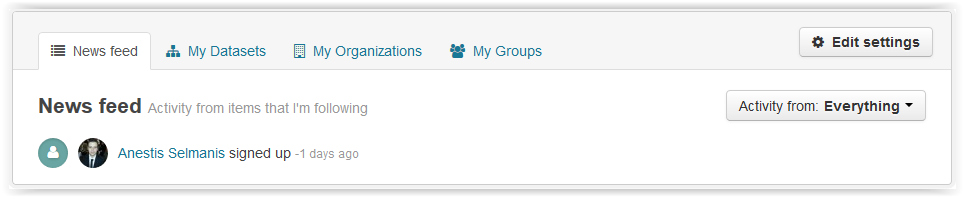 News feed My Datasets My Organizations My Groups Edit settings
News feed Activity from items that I'm following Activity from: Everything
Anestis Selmanis signed up -1 days ago